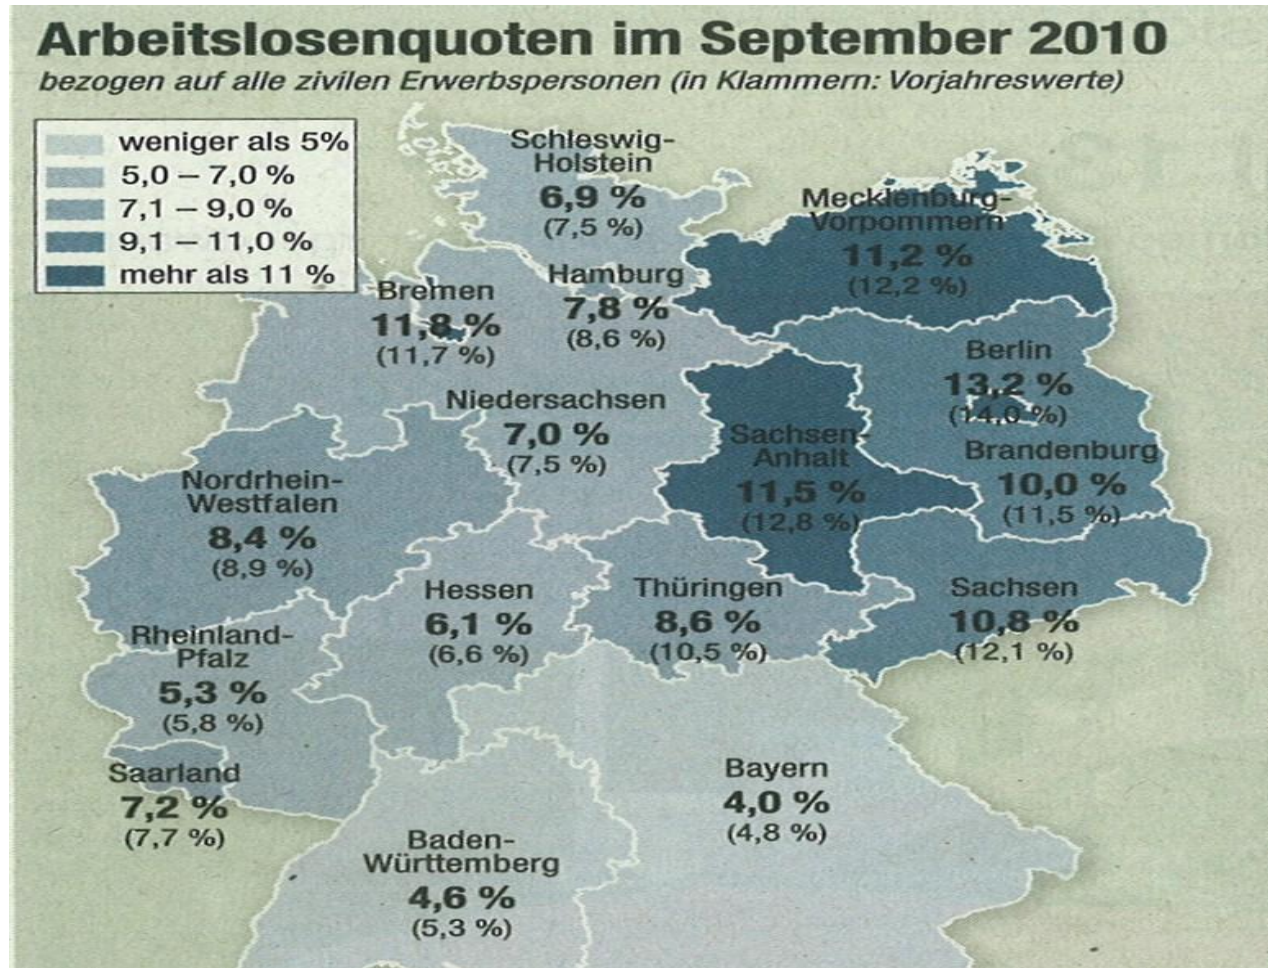 Arbeitslosenquoten im September 2010
bezogen auf alle zivilen Erwerbspersonen (in Klammern: Vorjahreswerte)
weniger als 5%
5,0 – 7,0 %
7,1 – 9,0 %
9,1 – 11,0 %
mehr als 11 %
Schleswig-
Holstein
6,9 %
(7,5 %)
Mecklenburg-
Vorpommern
11,2 %
(12,2 %)
Hamburg
7,8 %
(8,6 %)
Bremen
11,8 %
(11,7 %)
Berlin
13,2 %
(14,0 %)
Niedersachsen
7,0 %
(7,5 %)
Sachsen-
Anhalt
11,5 %
(12,8 %)
Brandenburg
10,0 %
(11,5 %)
Nordrhein-
Westfalen
8,4 %
(8,9 %)
Hessen
6,1 %
(6,6 %)
Thüringen
8,6 %
(10,5 %)
Sachsen
10,8 %
(12,1 %)
Rheinland-
Pfalz
5,3 %
(5,8 %)
Saarland
7,2 %
(7,7 %)
Bayern
4,0 %
(4,8 %)
Baden-
Württemberg
4,6 %
(5,3 %)